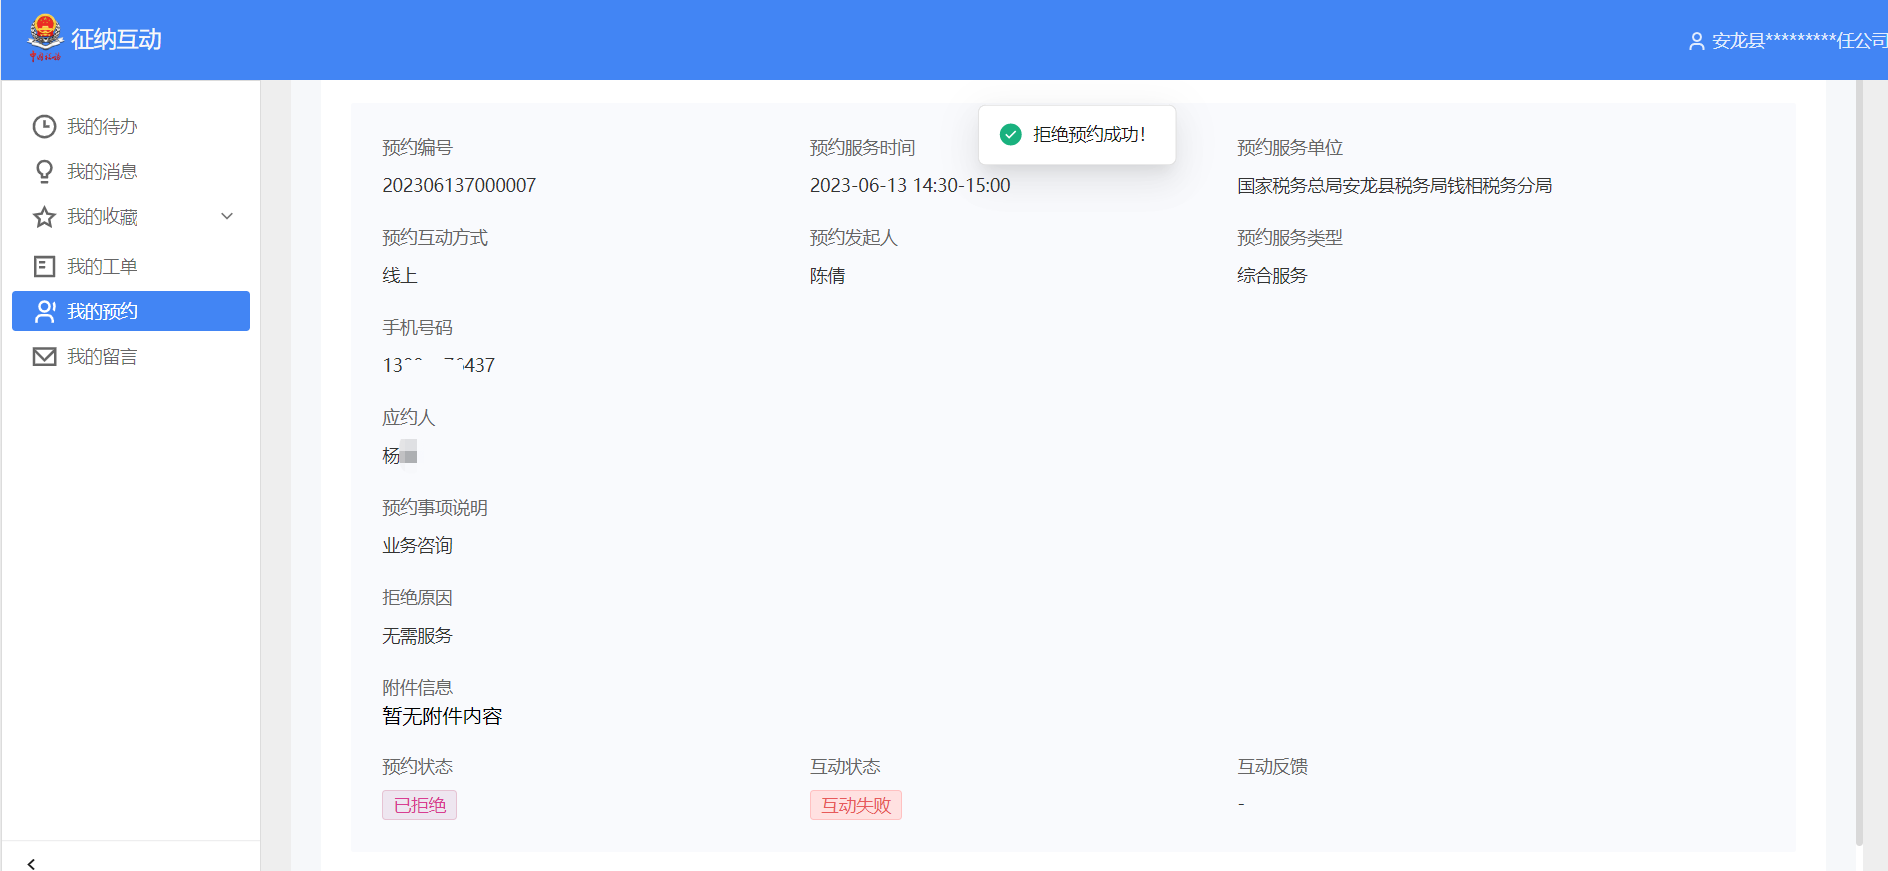 征纳互动
安龙县*********任公司
我的待办
我的消息
我的收藏
我的工单
我的预约
我的留言
拒绝预约成功！
预约编号
预约服务时间
预约服务单位
202306137000007
2023-06-13 14:30-15:00
国家税务总局安龙县税务局钱相税务分局
预约互动方式
预约发起人
预约服务类型
线上
陈倩
综合服务
手机号码
13 437
应约人
杨
预约事项说明
业务咨询
拒绝原因
无需服务
附件信息
暂无附件内容
预约状态
互动状态
互动反馈
已拒绝
互动失败
-